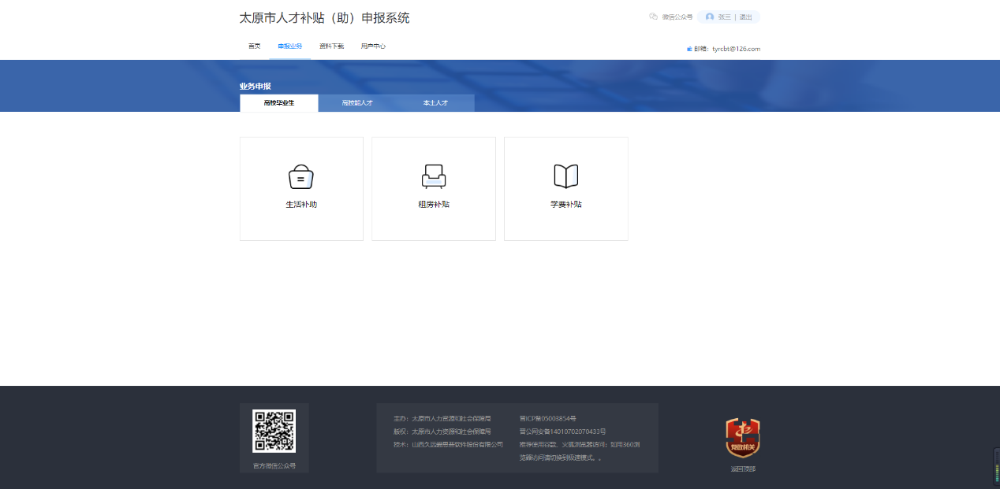 太原市人才补贴（助）申报系统
微信公众号 张三 | 退出
首页 申报业务 资料下载 用户中心
邮箱：tyrcbt@126.com
业务申报
高校毕业生 高技能人才 本土人才
生活补助 租房补贴 学费补贴
主办：太原市人力资源和社会保障局 晋ICP备05003854号
版权：太原市人力资源和社会保障局 晋公网安备14010702070433号
技术：山西久远银思普软件股份有限公司 推荐使用谷歌、火狐浏览器访问；如用360浏
览器访问请切换到极速模式。。
党政机关
官方微信公众号
返回顶部